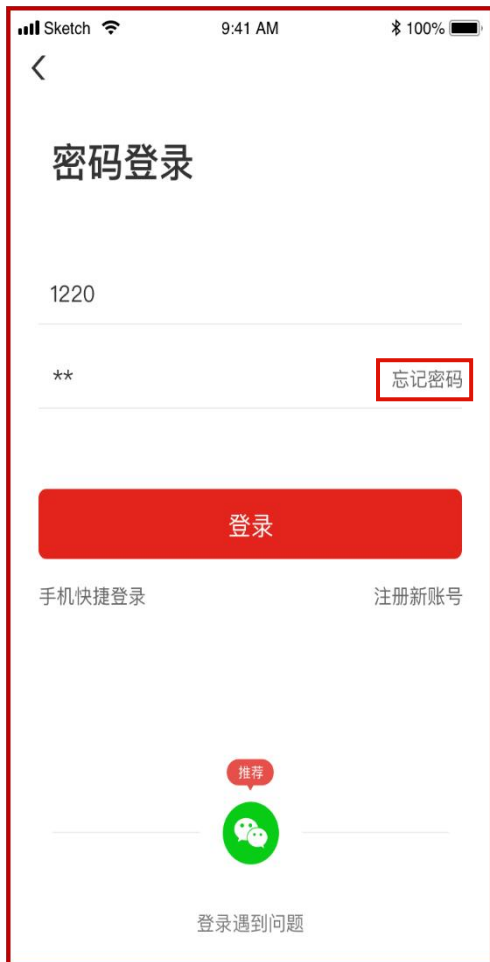 Sketch 9:41 AM 100%
密码登录
1220
** 忘记密码
登录
手机快捷登录 注册新账号
推荐
登录遇到问题